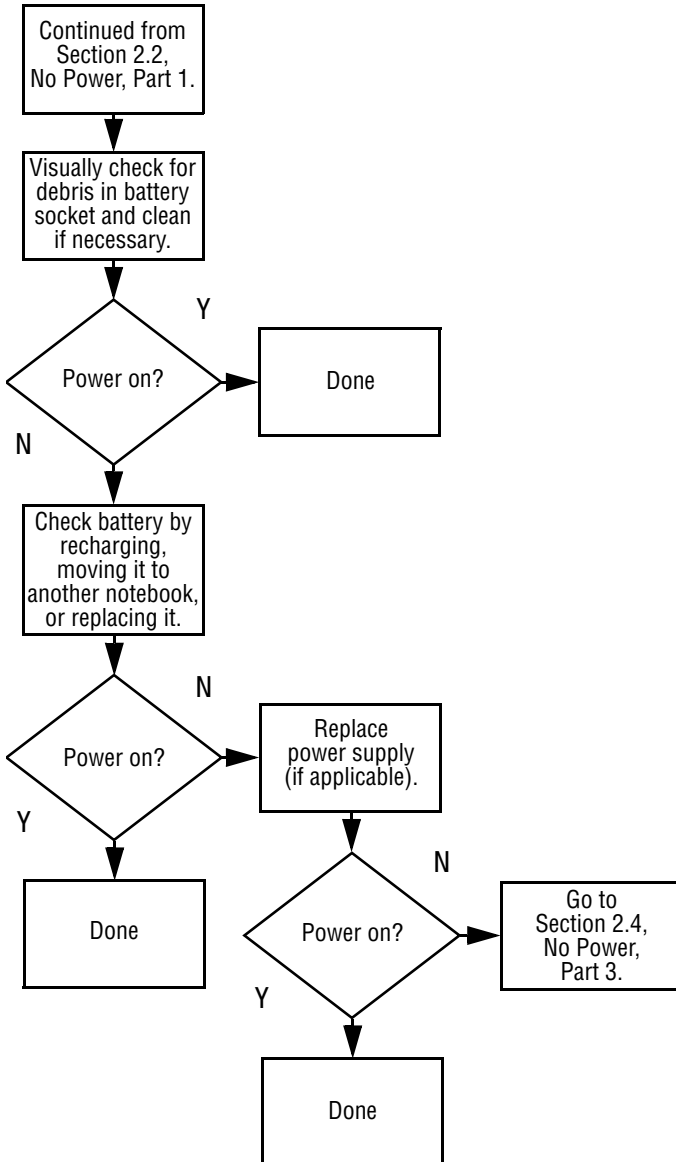 Continued from
Section 2.2,
No Power, Part 1.
Visually check for
debris in battery
socket and clean
if necessary.
Y
Power on?
Done
N
Check battery by
recharging,
moving it to
another notebook,
or replacing it.
N
Power on?
Replace
power supply
(if applicable).
Y
Done
N
Power on?
Go to
Section 2.4,
No Power,
Part 3.
Y
Done